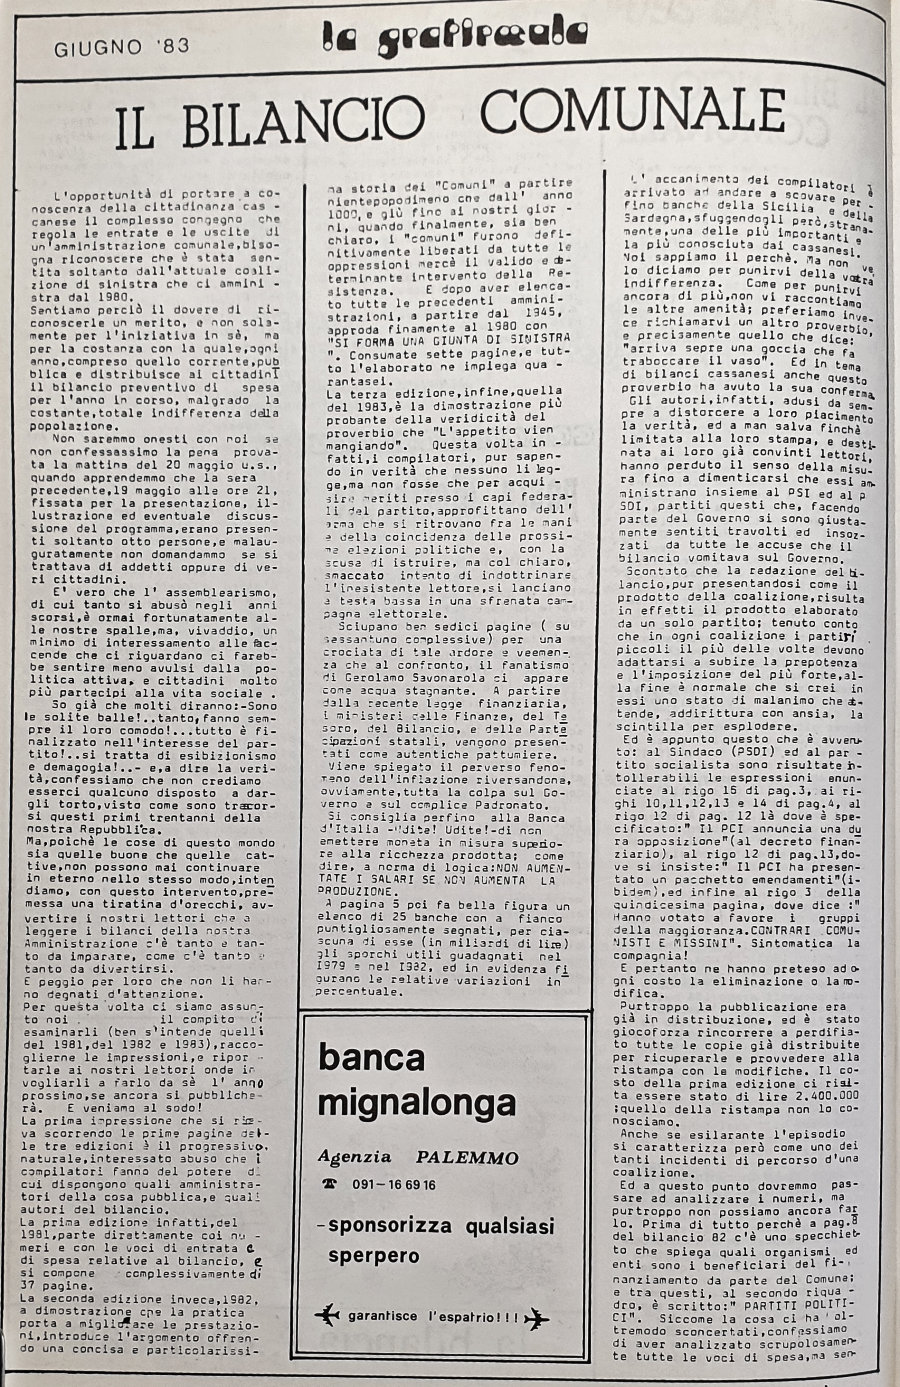 GIUGNO '83
la gratiræula
IL BILANCIO COMUNALE
L'opportunità di portare a co-
noscenza della cittadinanza cas -
canese il complesso congegno che
regola le entrate e le uscite di
un'amministrazione comunale,biso-
gna riconoscere che è stata sen-
tita soltanto dall'attuale coali-
zione di sinistra che ci ammini -
stra dal 1980.
Sentiamo perciò il dovere di ri-
conoscerle un merito, e non sola-
mente per l'iniziativa in sè, ma
per la costanza con la quale,ogni
anno,compreso quello corrente,pub
blica e distribuisce ai cittadini
il bilancio preventivo di spesa
per l'anno in corso, malgrado la
costante,totale indifferenza della
popolazione.
Non saremmo onesti con noi se
non confessassimo la pena prova-
ta la mattina del 20 maggio u.s.,
quando apprendemmo che la sera
precedente,19 maggio alle ore 21,
fissata per la presentazione, il-
lustrazione ed eventuale discus-
sione del programma,erano presen-
ti soltanto otto persone,e malau-
guratamente non domandammo se si
trattava di addetti oppure di ve-
ri cittadini.
E' vero che l' assemblearismo,
di cui tanto si abusò negli anni
scorsi,è ormai fortunatamente al-
le nostre spalle,ma, vivaddio, un
minimo di interessamento alle fac-
cende che ci riguardano ci fareb-
be sentire meno avulsi dalla po-
litica attiva, e cittadini molto
più partecipi alla vita sociale .
So già che molti diranno:-Sono
le solite balle!..tanto,fanno sem-
pre il loro comodo!...tutto è fi-
nalizzato nell'interesse del par-
tito!..si tratta di esibizionismo
e demagogia!..- e,a dire la veri-
tà,confessiamo che non crediamo
esserci qualcuno disposto a dar-
gli torto,visto come sono trascor-
si questi primi trentanni della
nostra Repubblica.
Ma,poichè le cose di questo mondo
sia quelle buone che quelle cat-
tive,non possono mai continuare
in eterno nello stesso modo,inten
diamo, con questo intervento,pre-
messa una tiratina d'orecchi, av-
vertire i nostri lettori che a
leggere i bilanci della nostra
Amministrazione c'è tanto e tan-
to da imparare, come c'è tanto e
tanto da divertirsi.
E peggio per loro che non li han-
no degnati d'attenzione.
Per questa volta ci siamo assun-
to noi il compito di
esaminarli (ben s'intende quelli
del 1981,del 1982 e 1983),racco-
glierne le impressioni,e ripor -
tarle ai nostri lettori onde in
vogliarli a farlo da sè l' anno
prossimo,se ancora si pubbliche-
rà. E veniamo al sodo!
La prima impressione che si rice-
va scorrendo le prime pagine del-
le tre edizioni è il progressivo,
naturale,interessato abuso che i
compilatori fanno del potere di
cui dispongono quali amministra-
tori della cosa pubblica,e quali
autori del bilancio.
La prima edizione infatti,del
1981,parte direttamente coi nu -
meri e con le voci di entrata e
di spesa relative al bilancio, e
si compone complessivamente di
37 pagine.
La seconda edizione invece,1982,
a dimostrazione che la pratica
porta a migliorare le prestazio-
ni,introduce l'argomento offren-
do una concisa e particolarissi-
ma storia dei "Comuni" a partire
nientepopodimeno che dall' anno
1000,e giù fino ai nostri gior -
ni, quando finalmente, sia ben
chiaro, i "comuni" furono defi-
nitivamente liberati da tutte le
oppressioni mercè il valido e de-
terminante intervento della Re-
sistenza. E dopo aver elenca-
to tutte le precedenti ammini-
strazioni, a partire dal 1945,
approda finamente al 1980 con
"SI FORMA UNA GIUNTA DI SINISTRA
". Consumate sette pagine,e tut-
to l'elaborato ne impiega qua -
rantasei.
La terza edizione,infine,quella
del 1983,è la dimostrazione più
probante della veridicità del
proverbio che "L'appetito vien
mangiando". Questa volta in -
fatti,i compilatori, pur sapen-
do in verità che nessuno li leg-
ge,ma non fosse che per acqui -
sire meriti presso i capi federa-
li del partito,approfittano dell'
arma che si ritrovano fra le mani
e della coincidenza delle prossi-
me elezioni politiche e, con la
scusa di istruire, ma col chiaro,
smaccato intento di indottrinare
l'inesistente lettore,si lanciano
a testa bassa in una sfrenata cam-
pagna elettorale.
Sciupano ben sedici pagine ( su
sessantuno complessive) per una
crociata di tale ardore e veemen-
za che al confronto, il fanatismo
di Gerolamo Savonarola ci appare
come acqua stagnante. A partire
dalla recente legge finanziaria,
i ministeri delle Finanze, del Te
soro, del Bilancio, e della Parte
cipazioni statali, vengono presen-
tati come autentiche pattumiere.
Viene spiegato il perverso feno-
meno dell'inflazione riversandone,
ovviamente,tutta la colpa sul Go-
verno e sul complice Padronato.
Si consiglia perfino alla Banca
d'Italia -Udite! Udite!-di non
emettere moneta in misura superio-
re alla ricchezza prodotta; come
dire, a norma di logica:NON AUMEN-
TATE I SALARI SE NON AUMENTA LA
PRODUZIONE.
A pagina 5 poi fa bella figura un
elenco di 25 banche con a fianco
puntigliosamente segnati, per cia-
scuna di esse (in miliardi di lire)
gli sporchi utili guadagnati nel
1979 e nel 1982, ed in evidenza fi
gurano le relative variazioni in
percentuale.
banca
mignalonga
Agenzia PALEMMO
☎ 091-16 69 16
-sponsorizza qualsiasi
sperpero
✈ garantisce l'espatrio!!! ✈
L' accanimento dei compilatori è
arrivato ad andare a scovare per -
fino banche della Sicilia e della
Sardegna,sfuggendogli però,strana-
mente,una delle più importanti e
la più conosciuta dai cassanesi.
Noi sappiamo il perchè. Ma non ve
lo diciamo per punirvi della vostra
indifferenza. Come per punirvi
ancora di più,non vi raccontiamo
le altre amenità; preferiamo inve-
ce richiamarvi un altro proverbio,
e precisamente quello che dice:
"arriva sepre una goccia che fa
traboccare il vaso". Ed in tema
di bilanci cassanesi anche questo
proverbio ha avuto la sua conferma
Gli autori,infatti, adusi da sem-
pre a distorcere a loro piacimento
la verità, ed a man salva finchè
limitata alla loro stampa, e desti-
nata ai loro già convinti lettori,
hanno perduto il senso della misu-
ra fino a dimenticarsi che essi am-
ministrano insieme al PSI ed al P
SDI, partiti questi che, facendo
parte del Governo si sono giusta-
mente sentiti travolti ed insoz-
zati da tutte le accuse che il
bilancio vomitava sul Governo.
Scontato che la redazione del bi-
lancio,pur presentandosi come il
prodotto della coalizione,risulta
in effetti il prodotto elaborato
da un solo partito; tenuto conto
che in ogni coalizione i partiti
piccoli il più delle volte devono
adattarsi a subire la prepotenza
e l'imposizione del più forte,al-
la fine è normale che si crei in
essi uno stato di malanimo che at-
tende, addirittura con ansia, la
scintilla per esplodere.
Ed è appunto questo che è avvenu-
to: al Sindaco (PSDI) ed al par -
tito socialista sono risultate in-
tollerabili le espressioni enun-
ciate al rigo 15 di pag.3, ai ri-
ghi 10,11,12,13 e 14 di pag.4, al
rigo 12 di pag. 12 là dove è spe-
cificato:" Il PCI annuncia una du
ra opposizione"(al decreto finan-
ziario), al rigo 12 di pag.13,do-
ve si insiste:" Il PCI ha presen-
tato un pacchetto emendamenti"(i-
bidem),ed infine al rigo 3 della
quindicesima pagina, dove dice :"
Hanno votato a favore i gruppi
della maggioranza.CONTRARI COMU-
NISTI E MISSINI". Sintomatica la
compagnia!
E pertanto ne hanno preteso ad o-
gni costo la eliminazione o la mo-
difica.
Purtroppo la pubblicazione era
già in distribuzione, ed è stato
giocoforza rincorrere a perdifia-
to tutte le copie già distribuite
per ricuperarle e provvedere alla
ristampa con le modifiche. Il co-
sto della prima edizione ci risul-
ta essere stato di lire 2.400.000
;quello della ristampa non lo co-
nosciamo.
Anche se esilarante l'episodio
si caratterizza però come uno dei
tanti incidenti di percorso d'una
coalizione.
Ed a questo punto dovremmo pas-
sare ad analizzare i numeri, ma
purtroppo non possiamo ancora far
lo. Prima di tutto perchè a pag.8
del bilancio 82 c'è uno specchiet-
to che spiega quali organismi ed
enti sono i beneficiari del fi-
nanziamento da parte del Comune;
e tra questi, al secondo riqua -
dro, è scritto:" PARTITI POLITI-
CI". Siccome la cosa ci ha ol-
tremodo sconcertati,confessiamo
di aver analizzato scrupolosamen-
te tutte le voci di spesa,ma sen-